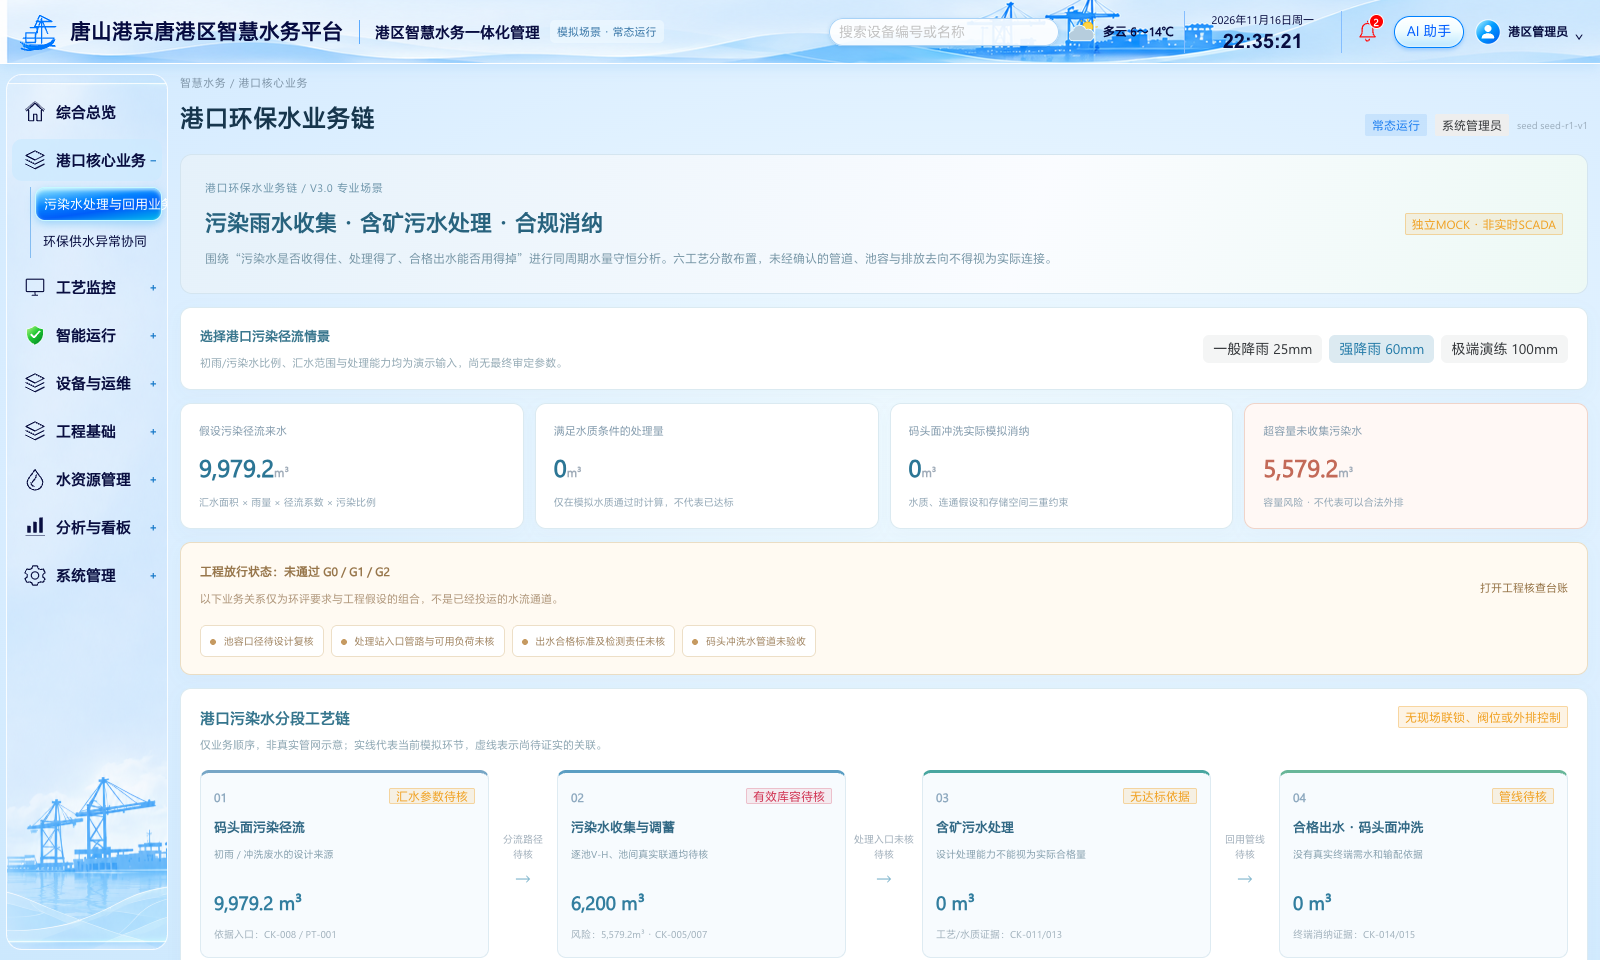 唐山港京唐港区智慧水务平台
港区智慧水务一体化管理
模拟场景 · 常态运行
搜索设备编号或名称
多云 6~14℃
2026年11月16日周一
22:35:21
2
AI 助手
港区管理员
综合总览
港口核心业务
污染水处理与回用业
环保供水异常协同
工艺监控
智能运行
设备与运维
工程基础
水资源管理
分析与看板
系统管理
智慧水务 / 港口核心业务
港口环保水业务链
常态运行
系统管理员
seed seed-r1-v1
港口环保水业务链 / V3.0 专业场景
污染雨水收集 · 含矿污水处理 · 合规消纳
围绕“污染水是否收得住、处理得了、合格出水能否用得掉”进行同周期水量守恒分析。六工艺分散布置，未经确认的管道、池容与排放去向不得视为实际连接。
独立MOCK · 非实时SCADA
选择港口污染径流情景
初雨/污染水比例、汇水范围与处理能力均为演示输入，尚无最终审定参数。
一般降雨 25mm
强降雨 60mm
极端演练 100mm
假设污染径流来水
9,979.2m³
汇水面积 × 雨量 × 径流系数 × 污染比例
满足水质条件的处理量
0m³
仅在模拟水质通过时计算，不代表已达标
码头面冲洗实际模拟消纳
0m³
水质、连通假设和存储空间三重约束
超容量未收集污染水
5,579.2m³
容量风险 · 不代表可以合法外排
工程放行状态：未通过 G0 / G1 / G2
以下业务关系仅为环评要求与工程假设的组合，不是已经投运的水流通道。
打开工程核查台账
池容口径待设计复核
处理站入口管路与可用负荷未核
出水合格标准及检测责任未核
码头冲洗水管道未验收
港口污染水分段工艺链
仅业务顺序，非真实管网示意；实线代表当前模拟环节，虚线表示尚待证实的关联。
无现场联锁、阀位或外排控制
01
汇水参数待核
码头面污染径流
初雨 / 冲洗废水的设计来源
9,979.2 m³
依据入口：CK-008 / PT-001
分流路径
待核
→
02
有效库容待核
污染水收集与调蓄
逐池V-H、池间真实联通均待核
6,200 m³
风险：5,579.2m³ · CK-005/007
处理入口未核
待核
→
03
无达标依据
含矿污水处理
设计处理能力不能视为实际合格量
0 m³
工艺/水质证据：CK-011/013
回用管线
待核
→
04
管线待核
合格出水 · 码头面冲洗
没有真实终端需水和输配依据
0 m³
终端消纳证据：CK-014/015